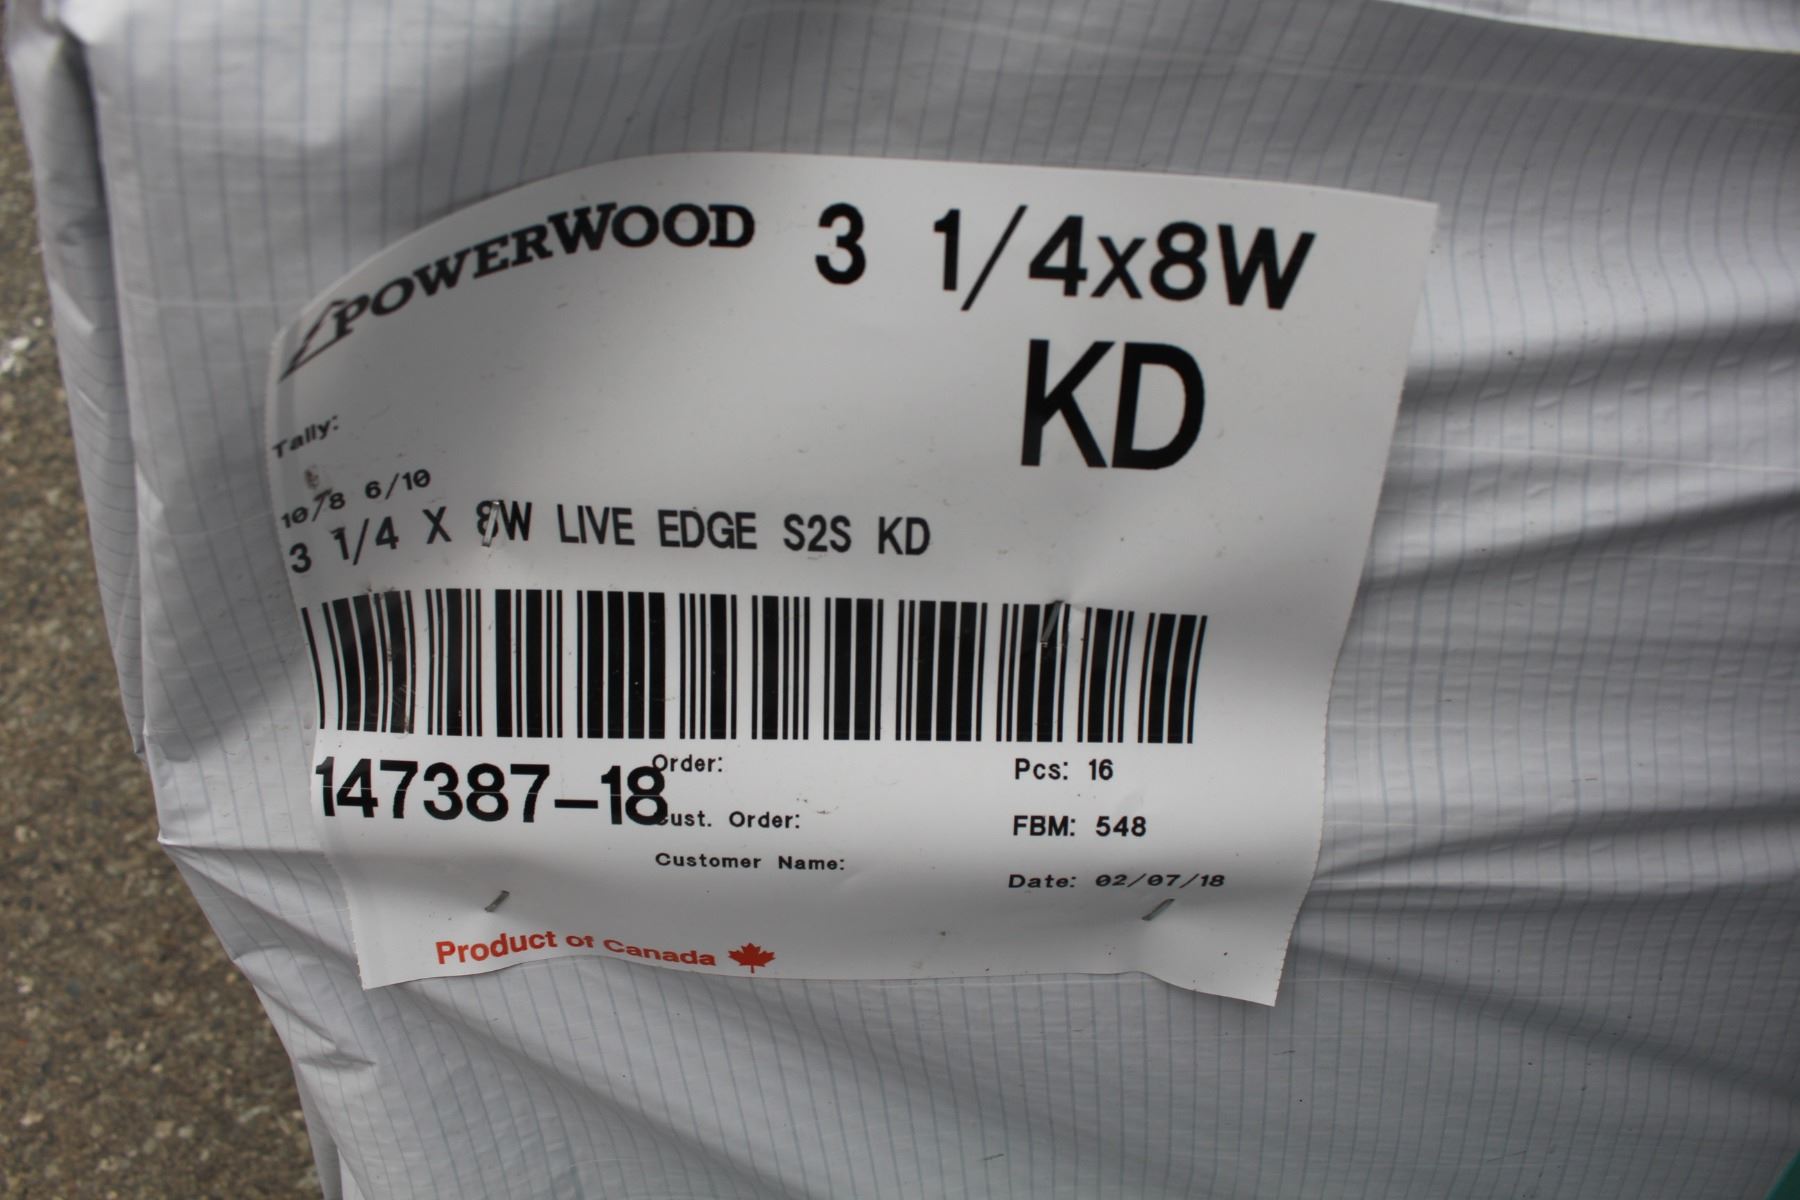 POWERWOOD 3 1/4x8W
KD
Tally:
10/8 6/10
3 1/4 X 8W LIVE EDGE S2S KD
147387-18
Order:
Cust. Order:
Customer Name:
Pcs: 16
FBM: 548
Date: 02/07/18
Product of Canada